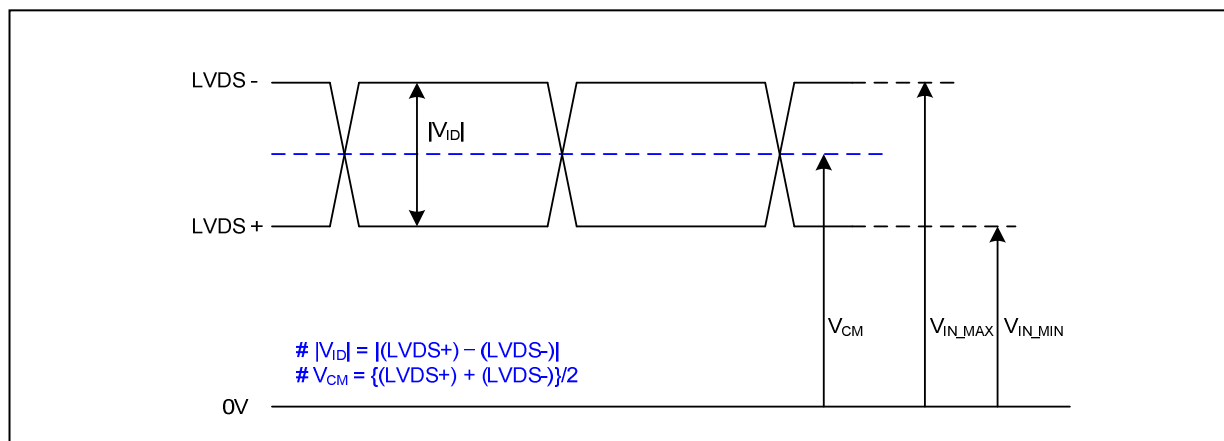 LVDS -
|VID|
LVDS +
VCM
VIN_MAX
VIN_MIN
# |VID| = |(LVDS+) – (LVDS-)|
# VCM = {(LVDS+) + (LVDS-)}/2
0V